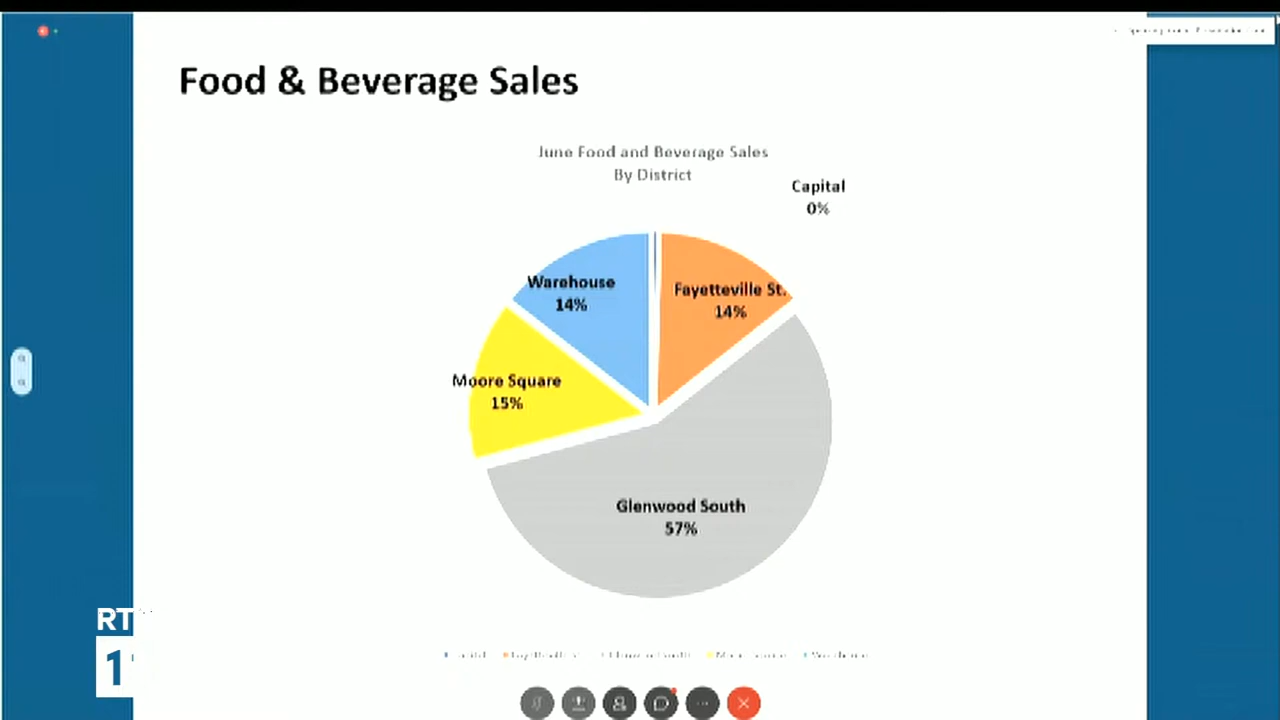 Food & Beverage Sales
June Food and Beverage Sales
By District
Capital
0%
Warehouse
14%
Fayetteville St.
14%
Moore Square
15%
Glenwood South
57%
RT
1